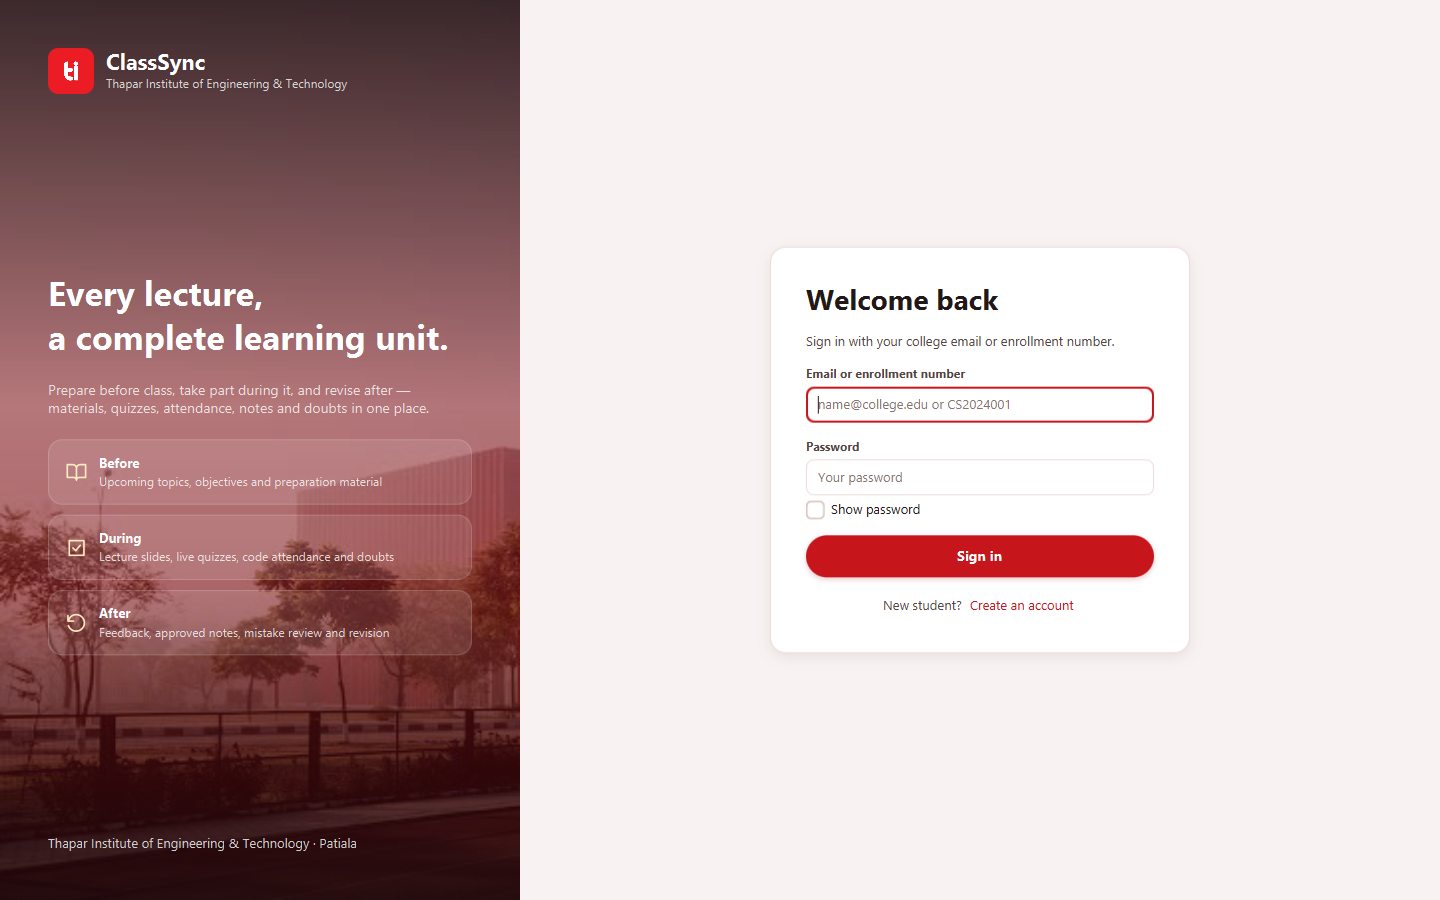 ti
ClassSync
Thapar Institute of Engineering & Technology
Every lecture,
a complete learning unit.
Prepare before class, take part during it, and revise after —
materials, quizzes, attendance, notes and doubts in one place.
Before
Upcoming topics, objectives and preparation material
During
Lecture slides, live quizzes, code attendance and doubts
After
Feedback, approved notes, mistake review and revision
Thapar Institute of Engineering & Technology · Patiala
Welcome back
Sign in with your college email or enrollment number.
Email or enrollment number
name@college.edu or CS2024001
Password
Your password
Show password
Sign in
New student? Create an account